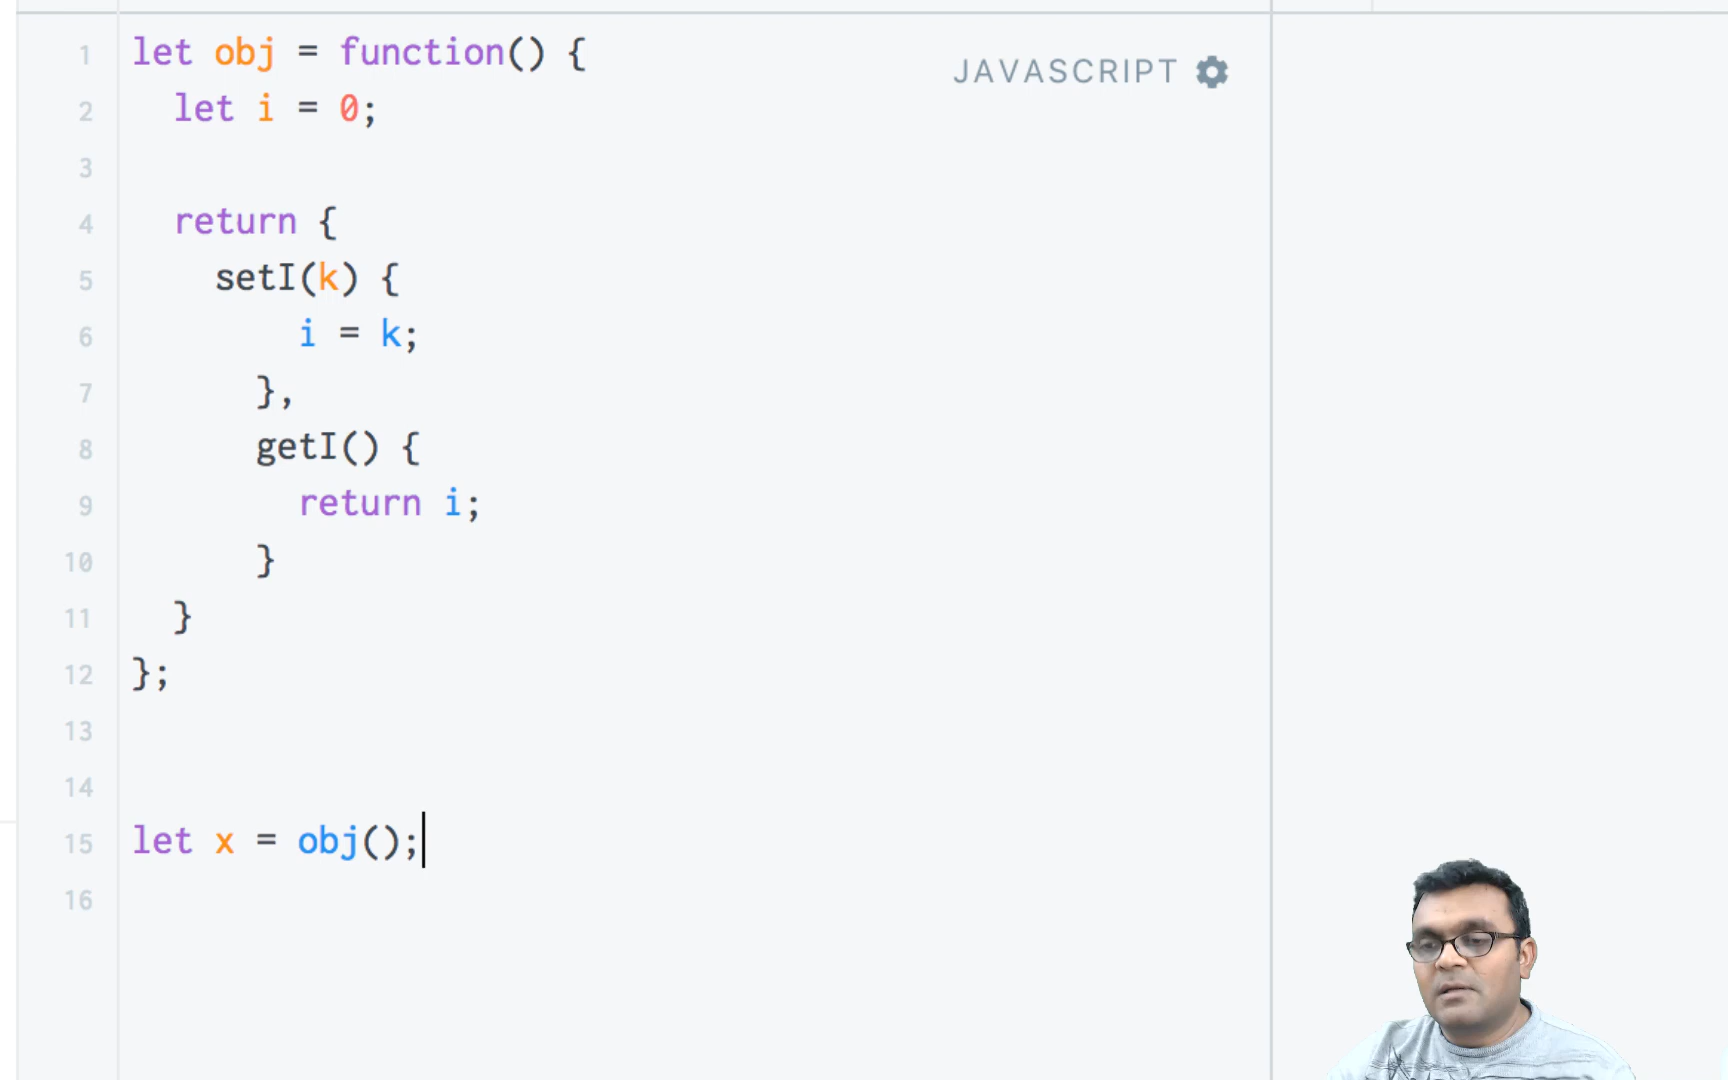 JAVASCRIPT
1 let obj = function() {
2 let i = 0;
3
4 return {
5 setI(k) {
6 i = k;
7 },
8 getI() {
9 return i;
10 }
11 }
12 };
13
14
15 let x = obj();
16